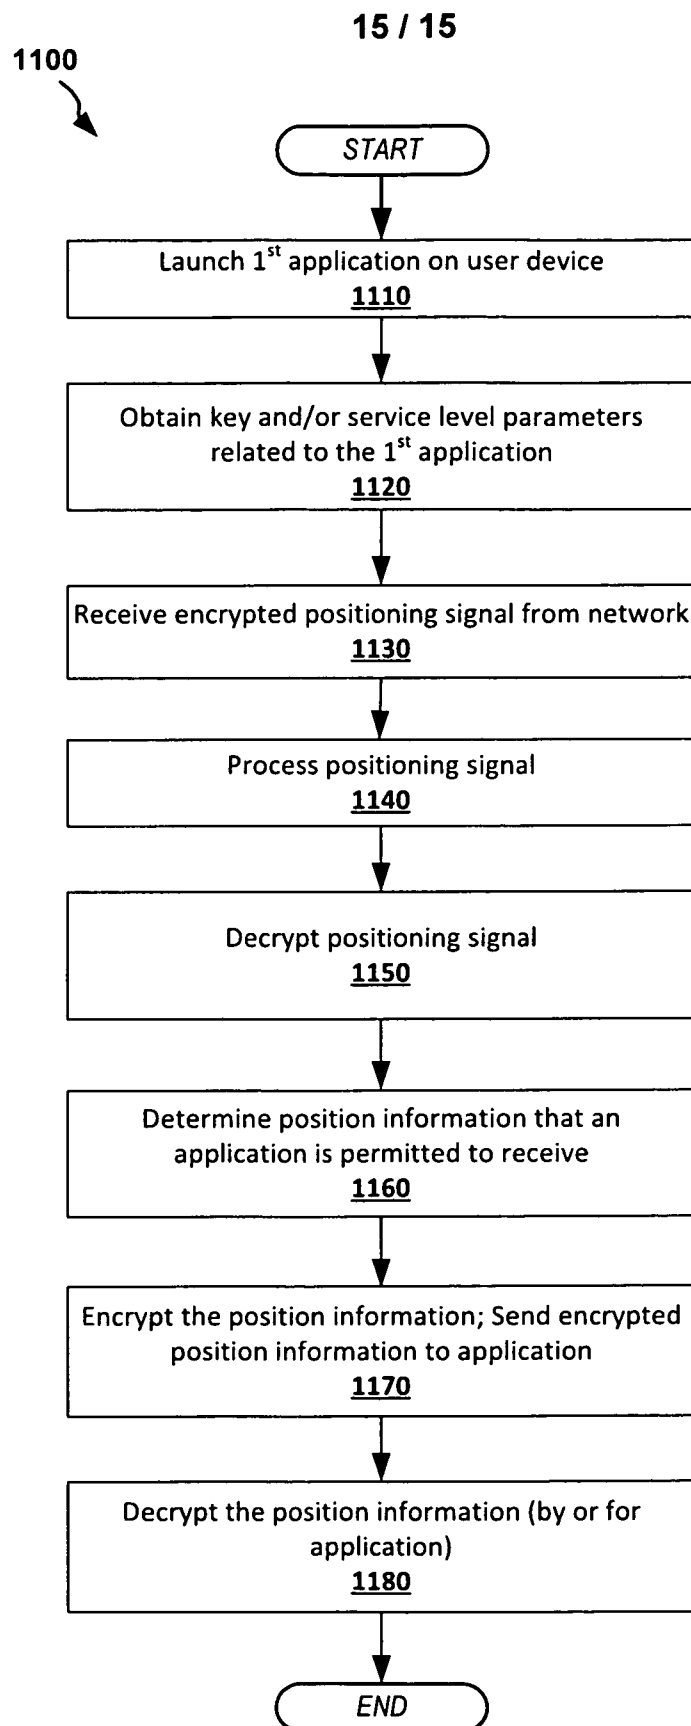 15 / 15
1100
START
Launch 1st application on user device
1110
Obtain key and/or service level parameters
related to the 1st application
1120
Receive encrypted positioning signal from network
1130
Process positioning signal
1140
Decrypt positioning signal
1150
Determine position information that an
application is permitted to receive
1160
Encrypt the position information; Send encrypted
position information to application
1170
Decrypt the position information (by or for
application)
1180
END